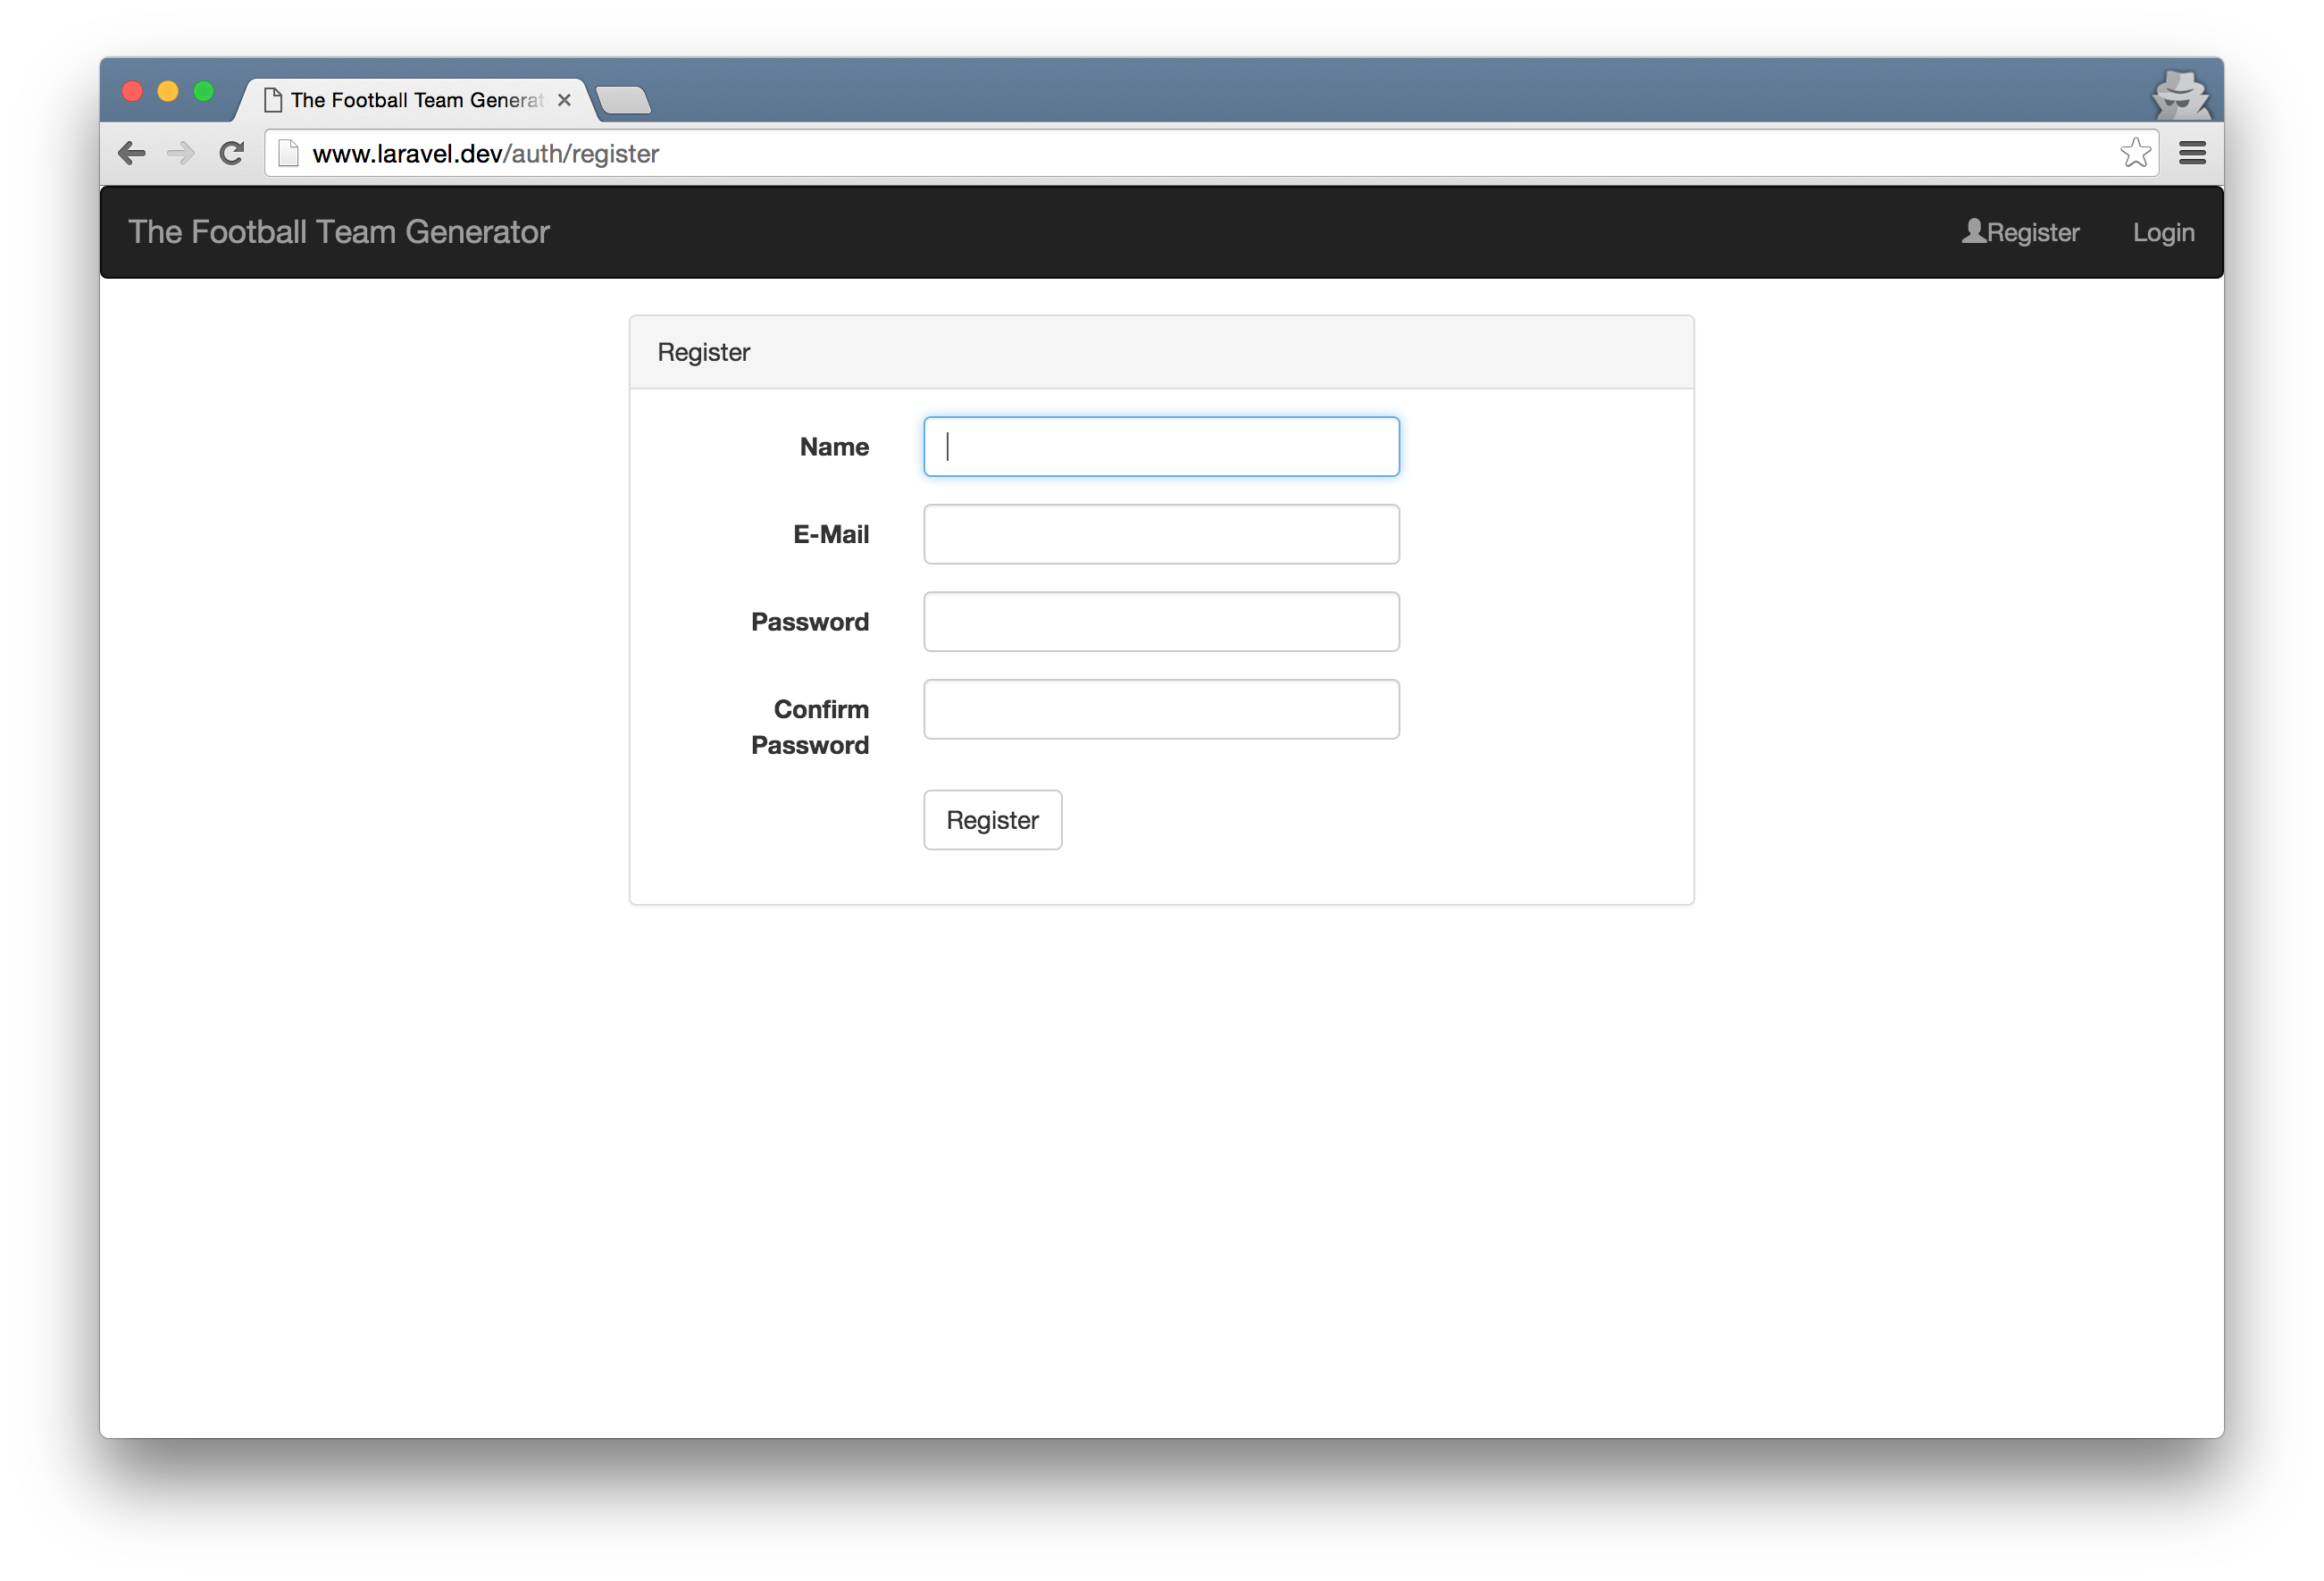 The Football Team Generat
www.laravel.dev/auth/register
The Football Team Generator
Register
Login
Register
Name
E-Mail
Password
Confirm
Password
Register